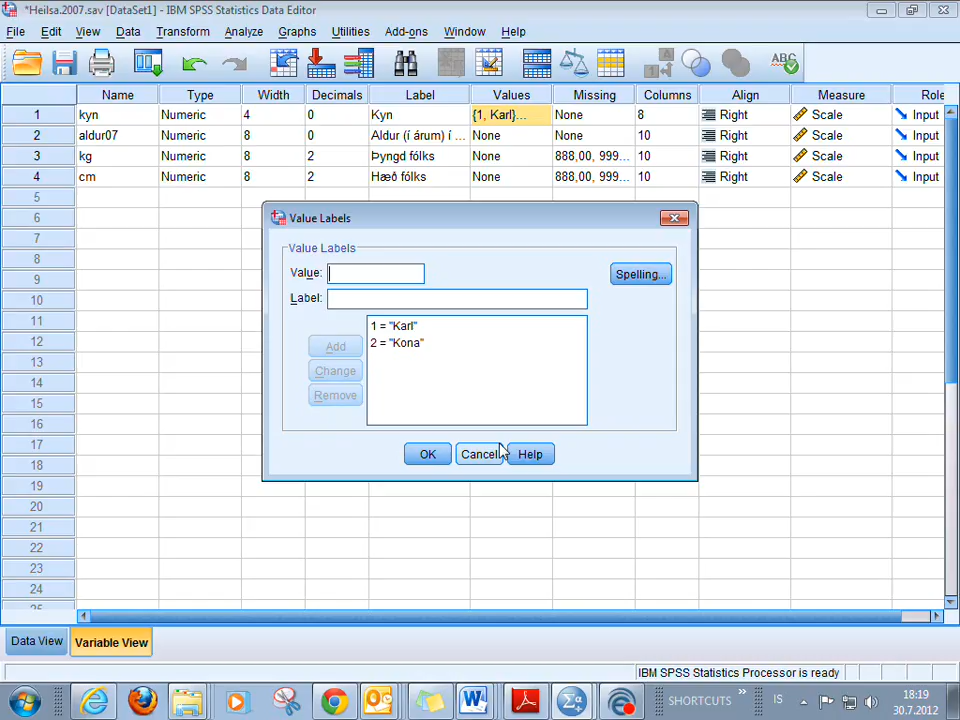 *Heilsa.2007.sav [DataSet1] - IBM SPSS Statistics Data Editor
File Edit View Data Transform Analyze Graphs Utilities Add-ons Window Help
Name Type Width Decimals Label Values Missing Columns Align Measure Role
1 kyn Numeric 4 0 Kyn {1, Karl}... None 8 Right Scale Input
2 aldur07 Numeric 8 0 Aldur (í árum) í ... None None 10 Right Scale Input
3 kg Numeric 8 2 Þyngd fólks None 888,00, 999... 10 Right Scale Input
4 cm Numeric 8 2 Hæð fólks None 888,00, 999... 10 Right Scale Input
5
6
7
8
9
10
11
12
13
14
15
16
17
18
19
20
21
22
23
24
25
Value Labels
Value Labels
Value:
Spelling...
Label:
1 = "Karl"
2 = "Kona"
Add
Change
Remove
OK Cancel Help
Data View Variable View
IBM SPSS Statistics Processor is ready
SHORTCUTS » IS 18:19
30.7.2012